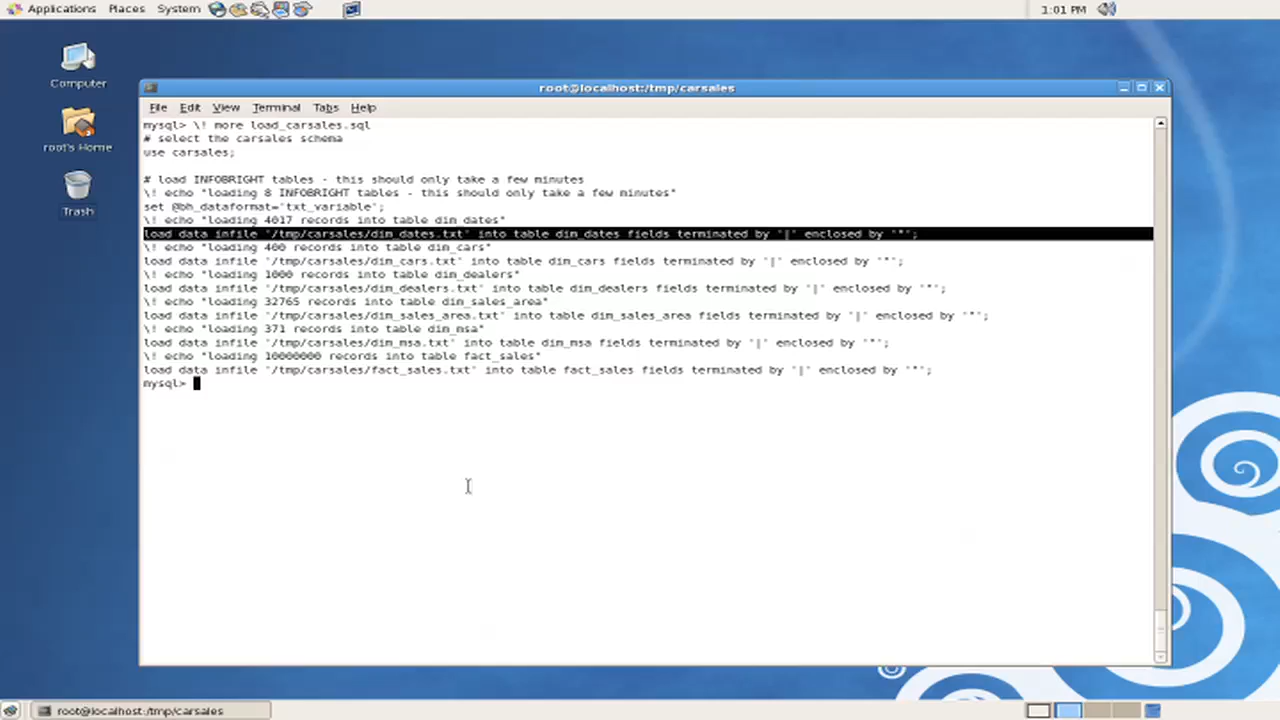 Applications Places System 1:01 PM
Computer
root's Home
Trash
root@localhost:/tmp/carsales
File Edit View Terminal Tabs Help
mysql> \! more load_carsales.sql
# select the carsales schema
use carsales;
# load INFOBRIGHT tables - this should only take a few minutes
\! echo "loading 8 INFOBRIGHT tables - this should only take a few minutes"
set @bh_dataformat='txt_variable';
\! echo "loading 4017 records into table dim_dates"
load data infile '/tmp/carsales/dim_dates.txt' into table dim_dates fields terminated by '|' enclosed by '"';
\! echo "loading 400 records into table dim_cars"
load data infile '/tmp/carsales/dim_cars.txt' into table dim_cars fields terminated by '|' enclosed by '"';
\! echo "loading 1000 records into table dim_dealers"
load data infile '/tmp/carsales/dim_dealers.txt' into table dim_dealers fields terminated by '|' enclosed by '"';
\! echo "loading 32765 records into table dim_sales_area"
load data infile '/tmp/carsales/dim_sales_area.txt' into table dim_sales_area fields terminated by '|' enclosed by '"';
\! echo "loading 371 records into table dim_msa"
load data infile '/tmp/carsales/dim_msa.txt' into table dim_msa fields terminated by '|' enclosed by '"';
\! echo "loading 10000000 records into table fact_sales"
load data infile '/tmp/carsales/fact_sales.txt' into table fact_sales fields terminated by '|' enclosed by '"';
mysql>
root@localhost:/tmp/carsales